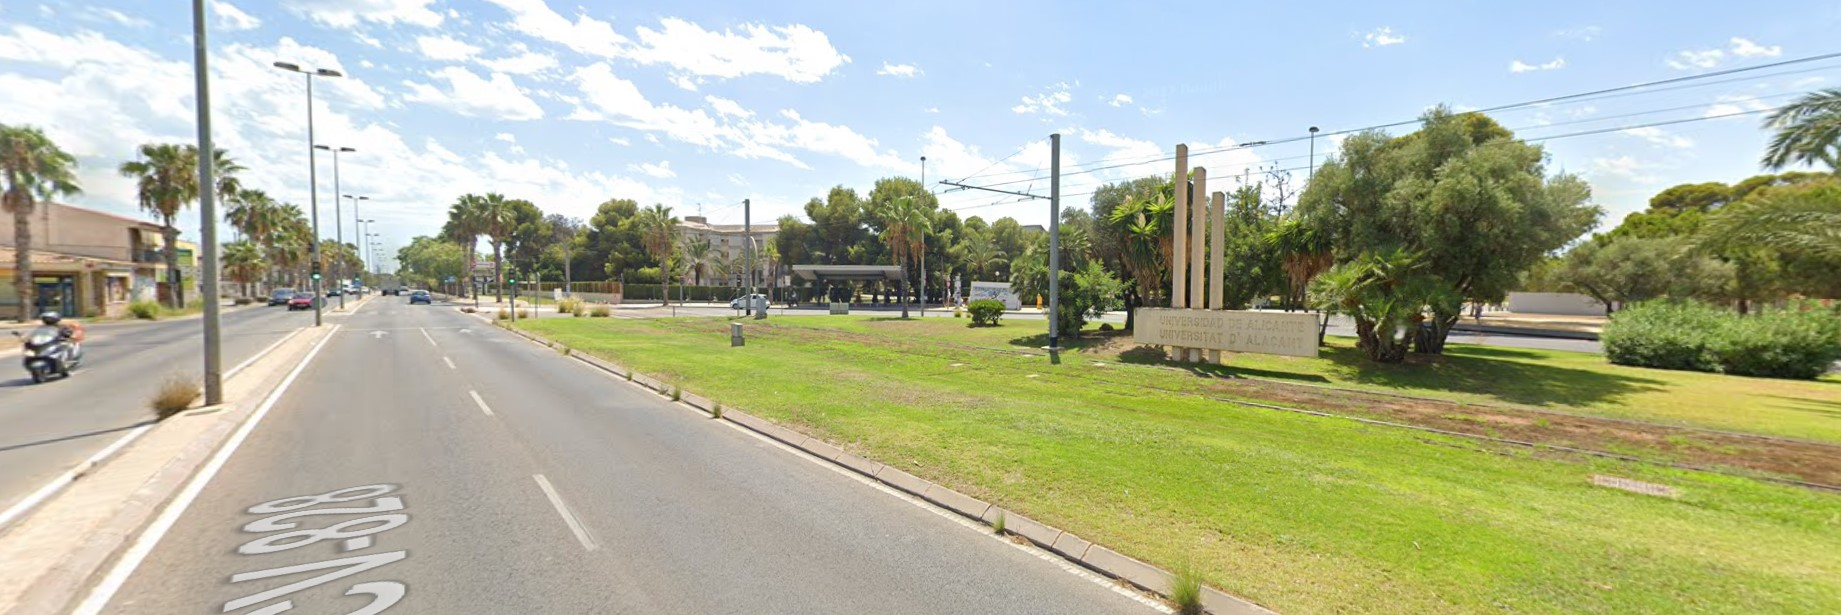 CV-828
UNIVERSIDAD DE ALICANTE
UNIVERSITAT D' ALACANT